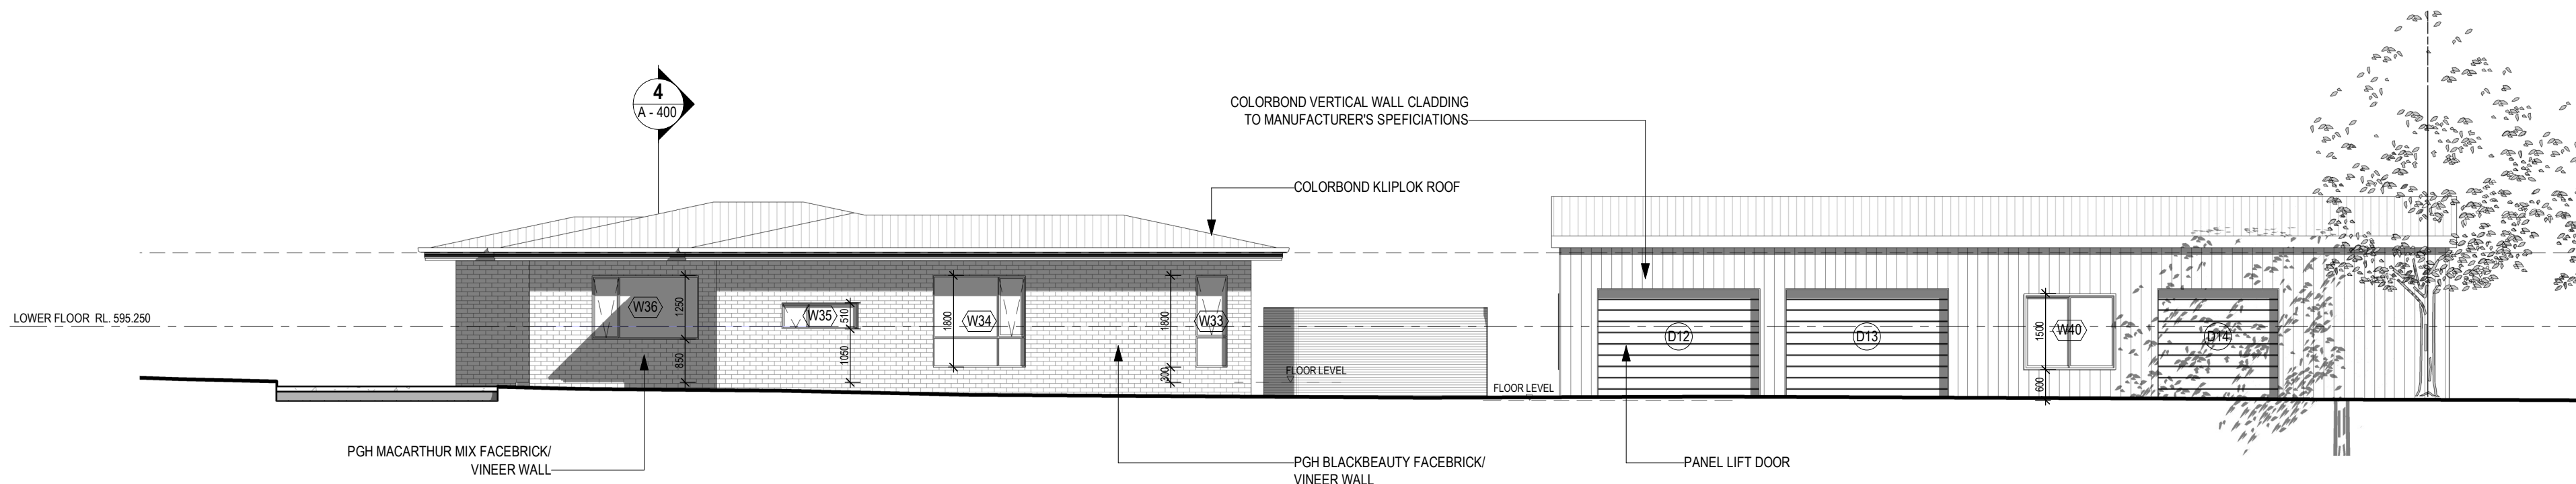 4
A - 400
COLORBOND VERTICAL WALL CLADDING
TO MANUFACTURER'S SPEFICIATIONS
COLORBOND KLIPLOK ROOF
LOWER FLOOR RL. 595.250
W36
1250
850
W35
510
1050
1800
W34
1800
300
W33
FLOOR LEVEL
FLOOR LEVEL
D12
D13
1500
600
W40
D14
PGH MACARTHUR MIX FACEBRICK/
VINEER WALL
PGH BLACKBEAUTY FACEBRICK/
VINEER WALL
PANEL LIFT DOOR